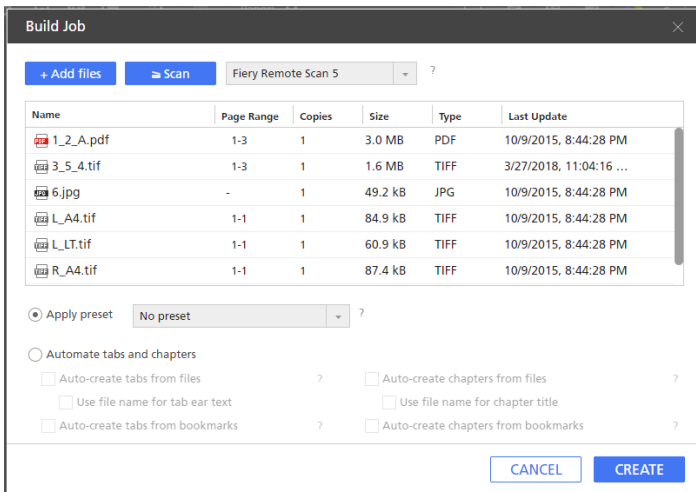 Build Job
+ Add files Scan Fiery Remote Scan 5 ?
Name Page Range Copies Size Type Last Update
PDF 1_2_A.pdf 1-3 1 3.0 MB PDF 10/9/2015, 8:44:28 PM
TIFF 3_5_4.tif 1-3 1 1.6 MB TIFF 3/27/2018, 11:04:16 ...
JPG 6.jpg - 1 49.2 kB JPG 10/9/2015, 8:44:28 PM
TIFF L_A4.tif 1-1 1 84.9 kB TIFF 10/9/2015, 8:44:28 PM
TIFF L_LT.tif 1-1 1 60.9 kB TIFF 10/9/2015, 8:44:28 PM
TIFF R_A4.tif 1-1 1 87.4 kB TIFF 10/9/2015, 8:44:28 PM
Apply preset No preset ?
Automate tabs and chapters
Auto-create tabs from files ? Auto-create chapters from files ?
Use file name for tab ear text Use file name for chapter title
Auto-create tabs from bookmarks ? Auto-create chapters from bookmarks ?
CANCEL CREATE